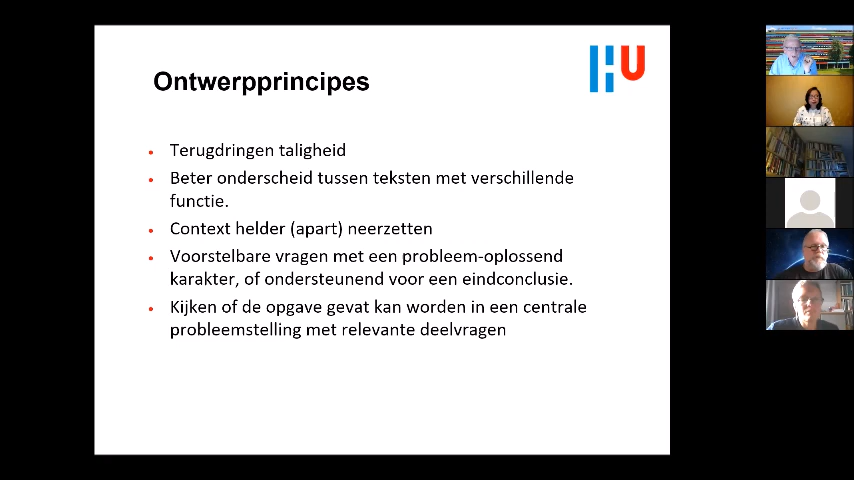 Ontwerpprincipes
HU
• Terugdringen taligheid
• Beter onderscheid tussen teksten met verschillende
functie.
• Context helder (apart) neerzetten
• Voorstelbare vragen met een probleem-oplossend
karakter, of ondersteunend voor een eindconclusie.
• Kijken of de opgave gevat kan worden in een centrale
probleemstelling met relevante deelvragen